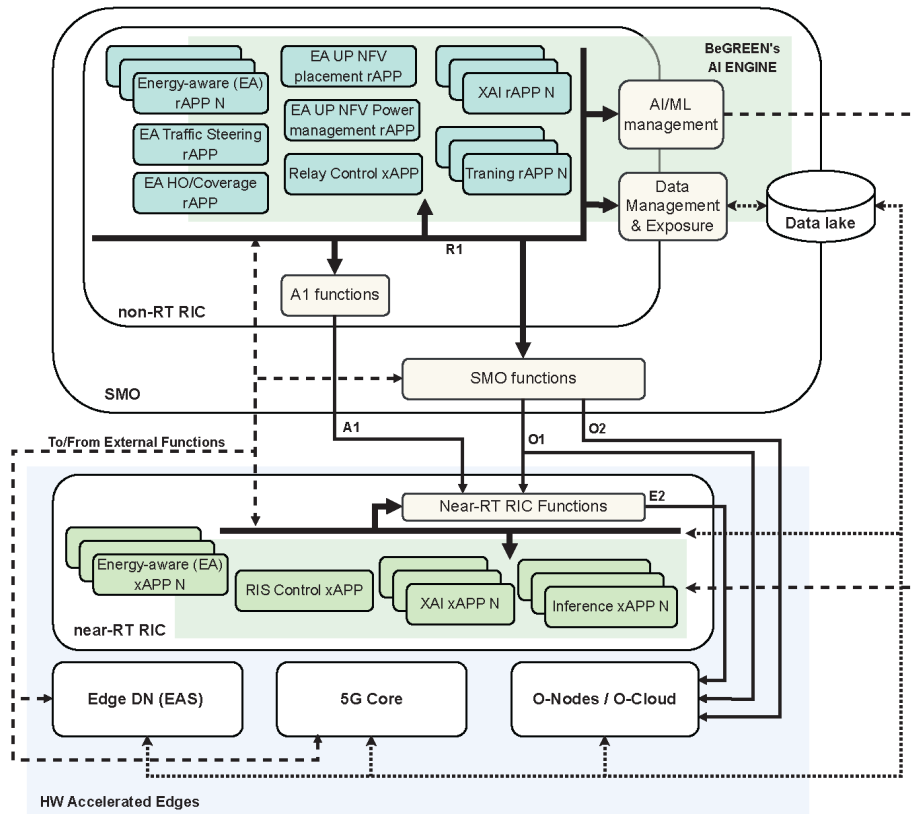 BeGREEN's
AI ENGINE
Energy-aware (EA)
rAPP N
EA UP NFV
placement rAPP
XAI rAPP N
EA Traffic Steering
rAPP
EA UP NFV Power
management rAPP
EA HO/Coverage
rAPP
Relay Control xAPP
Traning rAPP N
AI/ML
management
Data
Management
& Exposure
Data lake
R1
A1 functions
non-RT RIC
SMO functions
SMO
A1
O1
O2
To/From External Functions
Near-RT RIC Functions
E2
Energy-aware (EA)
xAPP N
RIS Control xAPP
XAI xAPP N
Inference xAPP N
near-RT RIC
Edge DN (EAS)
5G Core
O-Nodes / O-Cloud
HW Accelerated Edges